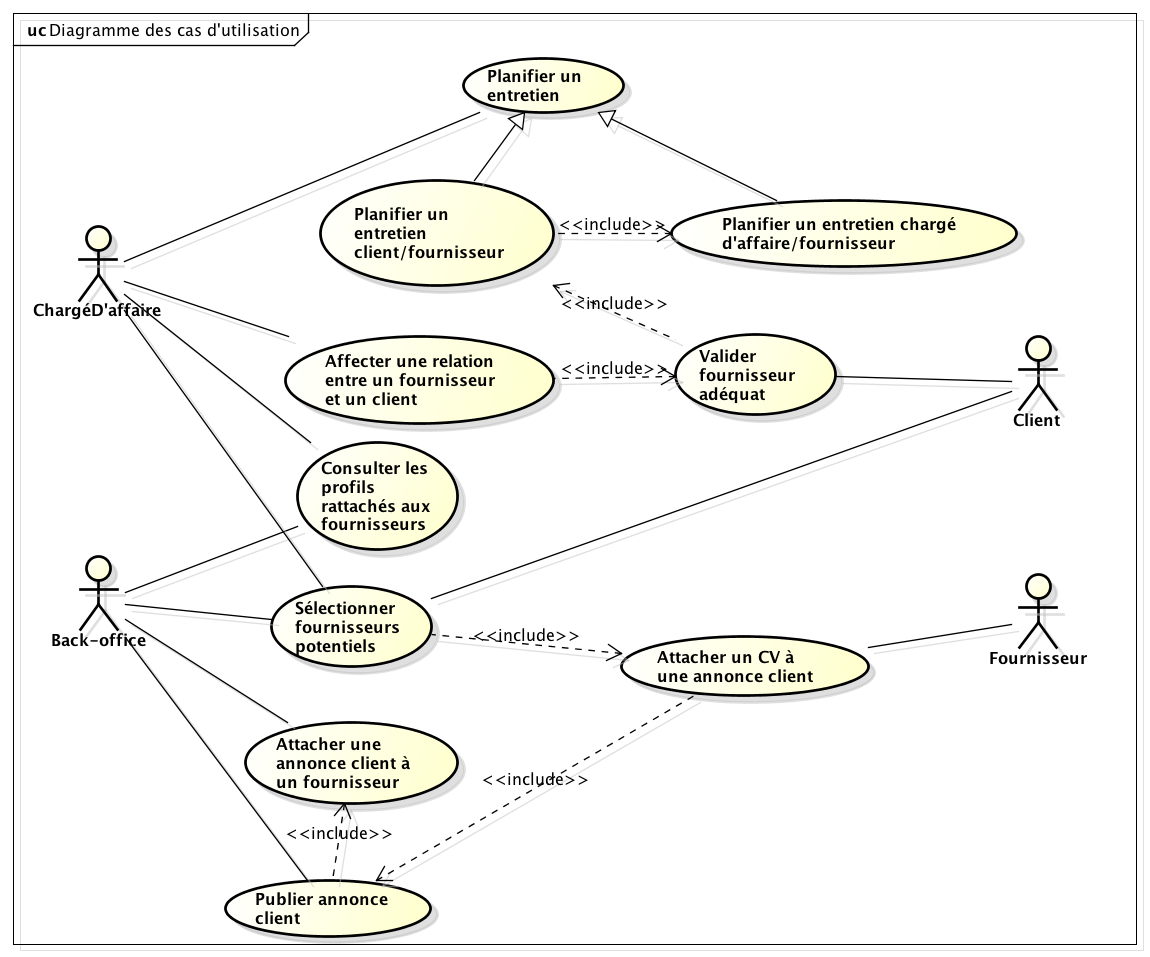 uc Diagramme des cas d'utilisation
Planifier un
entretien
Planifier un
entretien
client/fournisseur
<<include>>
Planifier un entretien chargé
d'affaire/fournisseur
ChargéD'affaire
<<include>>
Affecter une relation
entre un fournisseur
et un client
<<include>>
Valider
fournisseur
adéquat
Client
Consulter les
profils
rattachés aux
fournisseurs
Back-office
Sélectionner
fournisseurs
potentiels
<<include>>
Attacher un CV à
une annonce client
Fournisseur
Attacher une
annonce client à
un fournisseur
<<include>>
<<include>>
Publier annonce
client